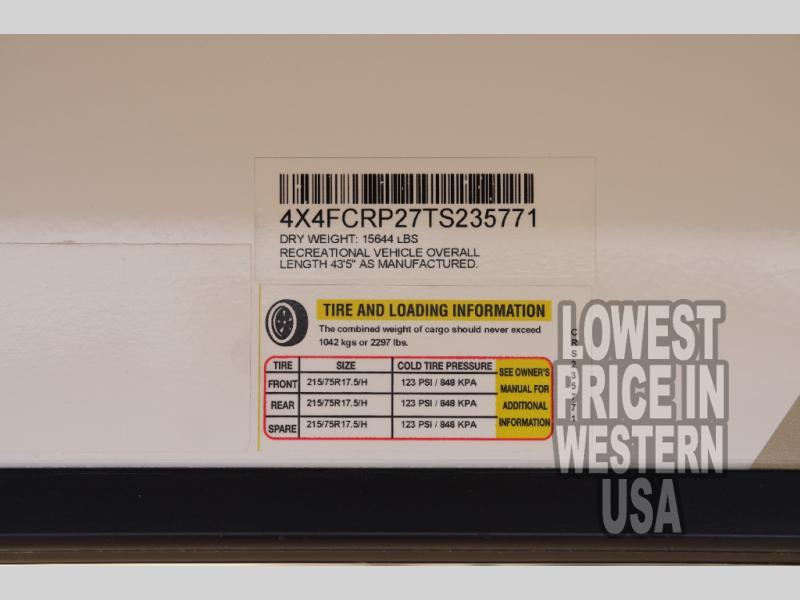 4X4FCRP27TS235771
DRY WEIGHT: 15644 LBS
RECREATIONAL VEHICLE OVERALL
LENGTH 43'5" AS MANUFACTURED.
TIRE AND LOADING INFORMATION
The combined weight of cargo should never exceed
1042 kgs or 2297 lbs.
TIRE SIZE COLD TIRE PRESSURE
FRONT 215/75R17.5/H 123 PSI / 848 KPA
REAR 215/75R17.5/H 123 PSI / 848 KPA
SPARE 215/75R17.5/H 123 PSI / 848 KPA
SEE OWNER'S
MANUAL FOR
ADDITIONAL
INFORMATION
CRS235771
LOWEST
PRICE IN
WESTERN
USA